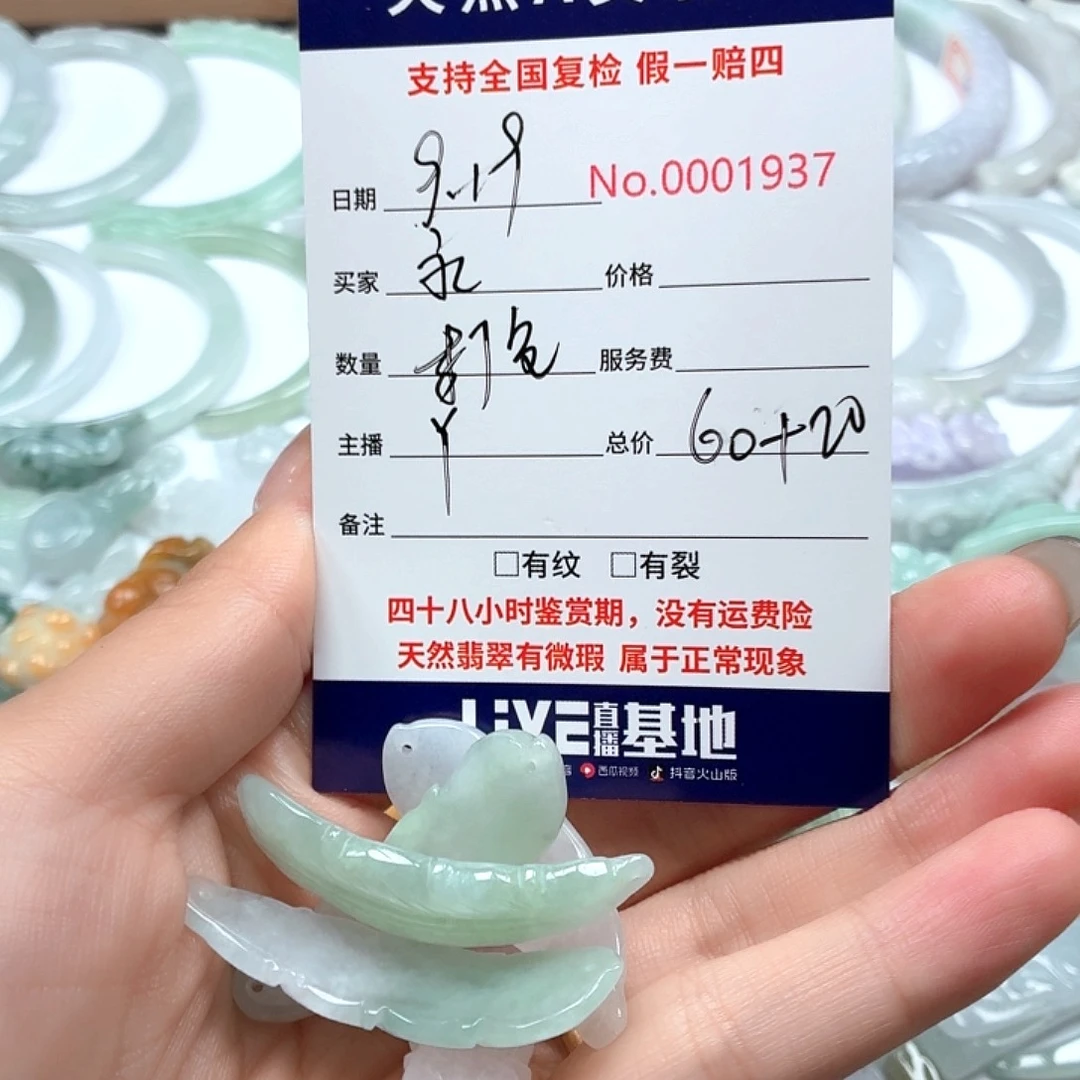 支持全国复检 假一赔四
日期 9.19 No.0001937
买家 永 价格
数量 色 服务费
主播 Y 总价 60+20
备注
□有纹 □有裂
四十八小时鉴赏期，没有运费险
天然翡翠有微瑕 属于正常现象
LiVE直播基地
西瓜视频 抖音火山版